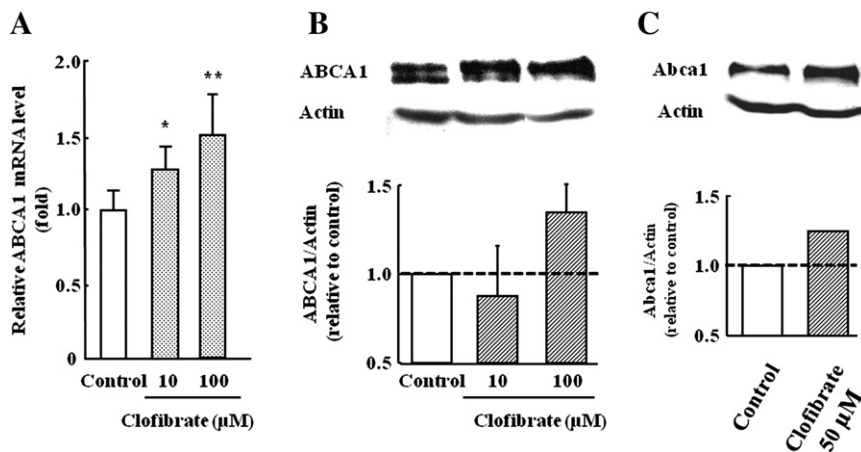 A
Relative ABCA1 mRNA level
(fold)
2.0
1.5
1.0
0.5
0
*
**
Control 10 100
Clofibrate (µM)
B
ABCA1
Actin
ABCA1/Actin
(relative to control)
1.5
1.0
0.5
Control 10 100
Clofibrate (µM)
C
Abca1
Actin
Abca1/Actin
(relative to control)
1.5
1.0
0.5
Control
Clofibrate
50 µM